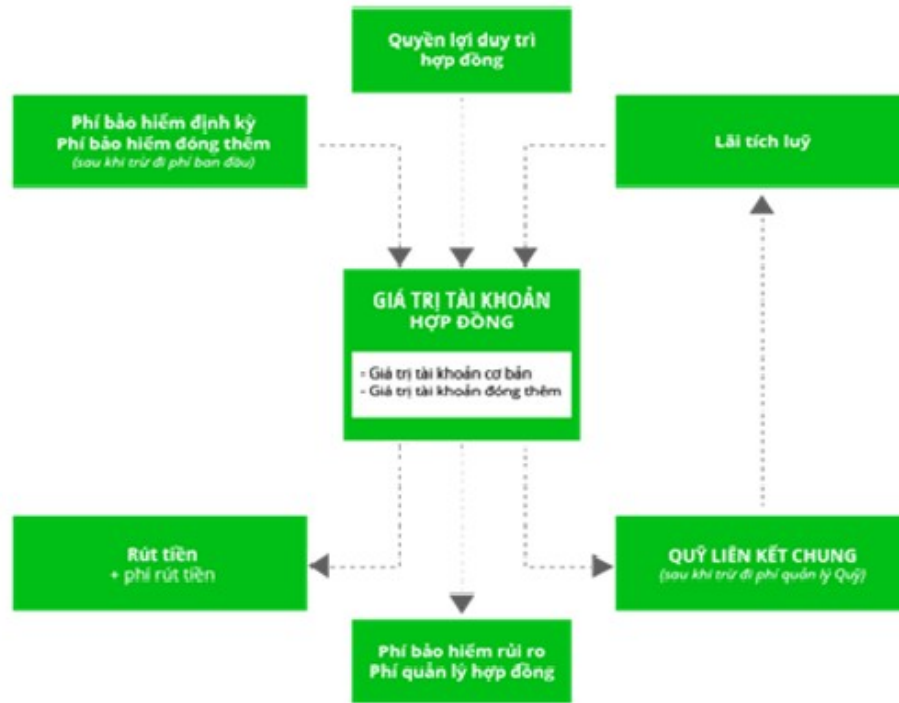 Quyền lợi duy trì
hợp đồng
Phí bảo hiểm định kỳ
Phí bảo hiểm đóng thêm
(sau khi trừ đi phí ban đầu)
Lãi tích luỹ
GIÁ TRỊ TÀI KHOẢN
HỢP ĐỒNG
- Giá trị tài khoản cơ bản
- Giá trị tài khoản đóng thêm
Rút tiền
+ phí rút tiền
QUỸ LIÊN KẾT CHUNG
(sau khi trừ đi phí quản lý Quỹ)
Phí bảo hiểm rủi ro
Phí quản lý hợp đồng